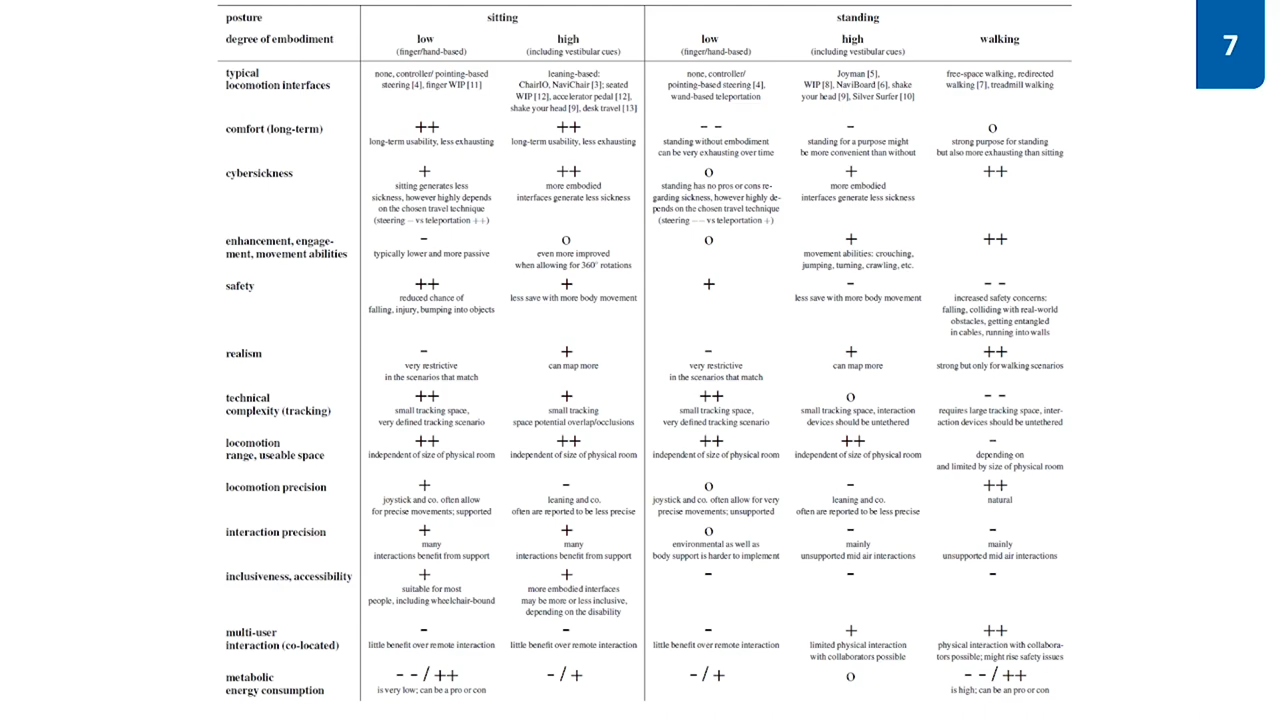 7
posture sitting standing
degree of embodiment low high low high walking
(finger/hand-based) (including vestibular cues) (finger/hand-based) (including vestibular cues)
typical none, controller/ pointing-based leaning-based: none, controller/ Joyman [5], free-space walking, redirected
locomotion interfaces steering [4], finger WIP [11] ChairIO, NaviChair [3]; seated pointing-based steering [4], WIP [8], NaviBoard [6], shake walking [7], treadmill walking
WIP [12], accelerator pedal [12], wand-based teleportation your head [9], Silver Surfer [10]
shake your head [9], desk travel [13]
comfort (long-term) ++ ++ - - - o
long-term usability, less exhausting long-term usability, less exhausting standing without embodiment standing for a purpose might strong purpose for standing
can be very exhausting over time be more convenient than without but also more exhausting than sitting
cybersickness + ++ o + ++
sitting generates less more embodied standing has no pros or cons re- more embodied
sickness, however highly depends interfaces generate less sickness garding sickness, however highly de- interfaces generate less sickness
on the chosen travel technique pends on the chosen travel technique
(steering − vs teleportation ++) (steering −− vs teleportation +)
enhancement, engage- - o o + ++
ment, movement abilities typically lower and more passive even more improved movement abilities: crouching,
when allowing for 360° rotations jumping, turning, crawling, etc.
safety ++ + + - - -
reduced chance of less save with more body movement less save with more body movement increased safety concerns:
falling, injury, bumping into objects falling, colliding with real-world
obstacles, getting entangled
in cables, running into walls
realism - + - + ++
very restrictive can map more very restrictive can map more strong but only for walking scenarios
in the scenarios that match in the scenarios that match
technical ++ + ++ o - -
complexity (tracking) small tracking space, small tracking small tracking space, small tracking space, interaction requires large tracking space, inter-
very defined tracking scenario space potential overlap/occlusions very defined tracking scenario devices should be untethered action devices should be untethered
locomotion ++ ++ ++ ++ -
range, useable space independent of size of physical room independent of size of physical room independent of size of physical room independent of size of physical room depending on
and limited by size of physical room
locomotion precision + - o - ++
joystick and co. often allow leaning and co. joystick and co. often allow for very leaning and co. natural
for precise movements; supported often are reported to be less precise precise movements; unsupported often are reported to be less precise
interaction precision + + o - -
many many environmental as well as mainly mainly
interactions benefit from support interactions benefit from support body support is harder to implement unsupported mid air interactions unsupported mid air interactions
inclusiveness, accessibility + + - - -
suitable for most more embodied interfaces
people, including wheelchair-bound may be more or less inclusive,
depending on the disability
multi-user - - - + ++
interaction (co-located) little benefit over remote interaction little benefit over remote interaction little benefit over remote interaction limited physical interaction physical interaction with collabora-
with collaborators possible tors possible; might rise safety issues
metabolic - - / ++ - / + - / + o - - / ++
energy consumption is very low; can be a pro or con is high; can be an pro or con